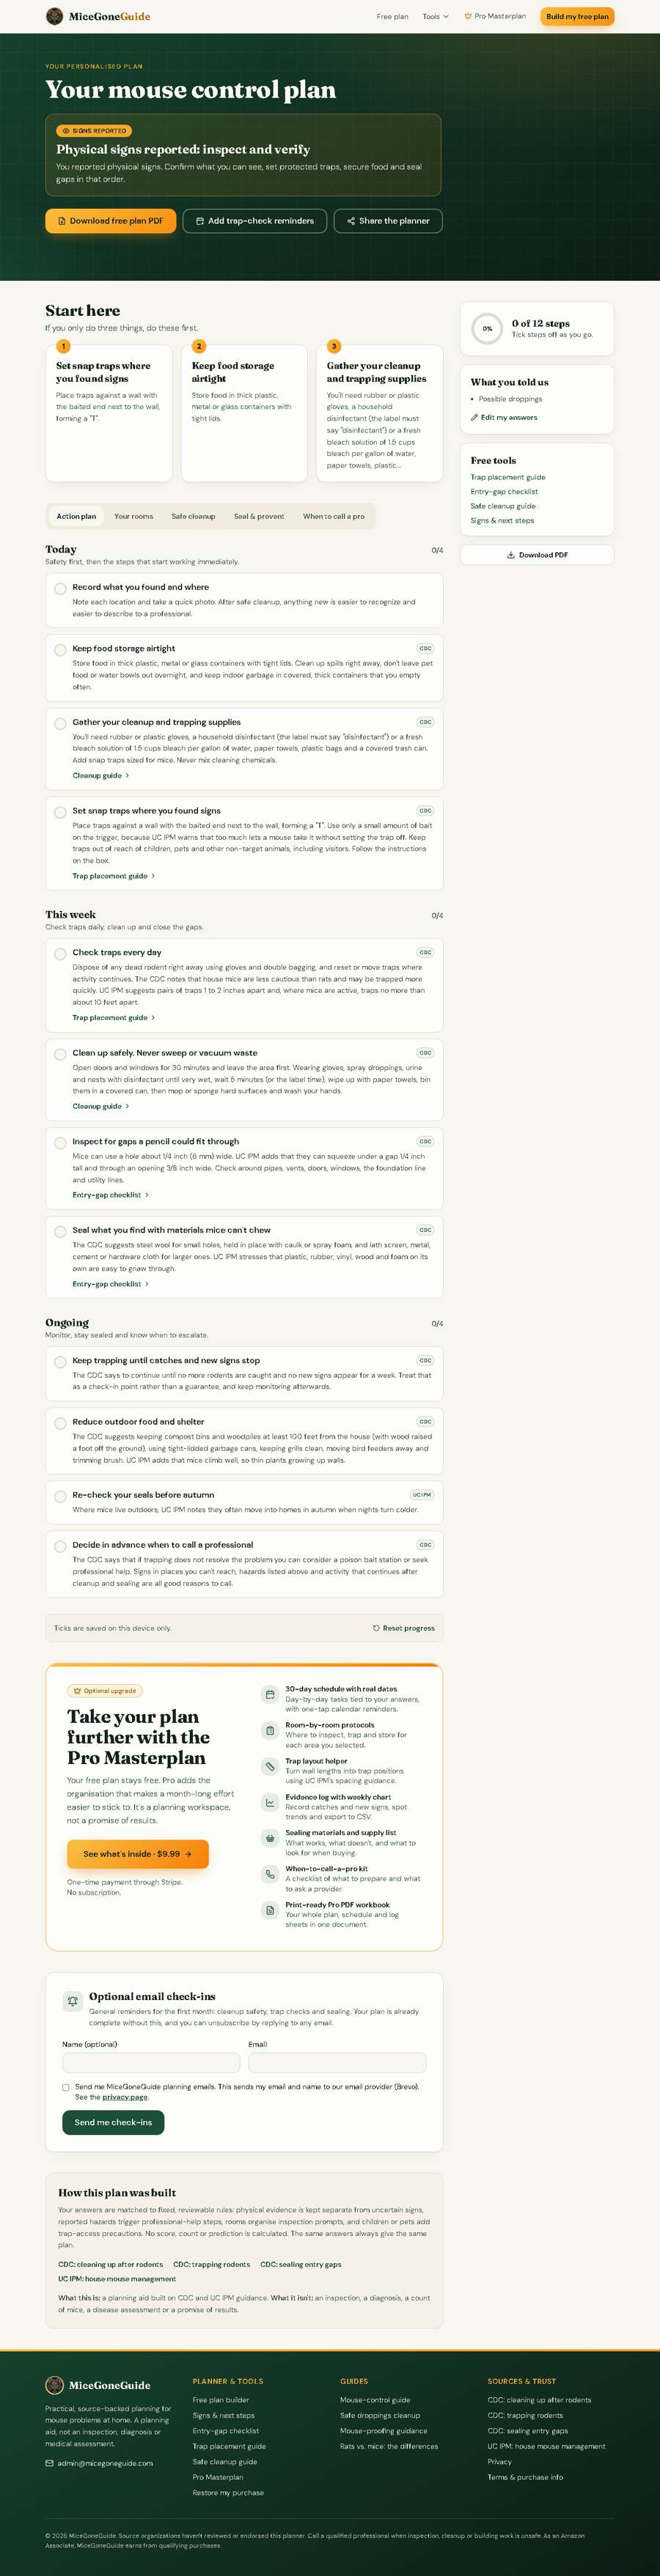 MiceGoneGuide
Free plan
Tools
Pro Masterplan
Build my free plan
YOUR PERSONALISED PLAN
Your mouse control plan
SIGNS REPORTED
Physical signs reported: inspect and verify
You reported physical signs. Confirm what you can see, set protected traps, secure food and seal
gaps in that order.
Download free plan PDF
Add trap-check reminders
Share the planner
Start here
If you only do three things, do these first.
1
Set snap traps where
you found signs
Place traps against a wall with
the baited end next to the wall,
forming a "T".
2
Keep food storage
airtight
Store food in thick plastic,
metal or glass containers with
tight lids.
3
Gather your cleanup
and trapping supplies
You'll need rubber or plastic
gloves, a household
disinfectant (the label must
say "disinfectant") or a fresh
bleach solution of 1.5 cups
bleach per gallon of water,
paper towels, plastic...
0%
0 of 12 steps
Tick steps off as you go.
What you told us
• Possible droppings
Edit my answers
Free tools
Trap placement guide
Entry-gap checklist
Safe cleanup guide
Signs & next steps
Download PDF
Action plan
Your rooms
Safe cleanup
Seal & prevent
When to call a pro
Today
0/4
Safety first, then the steps that start working immediately.
Record what you found and where
Note each location and take a quick photo. After safe cleanup, anything new is easier to recognize and
easier to describe to a professional.
Keep food storage airtight
CDC
Store food in thick plastic, metal or glass containers with tight lids. Clean up spills right away, don't leave pet
food or water bowls out overnight, and keep indoor garbage in covered, thick containers that you empty
often.
Gather your cleanup and trapping supplies
CDC
You'll need rubber or plastic gloves, a household disinfectant (the label must say "disinfectant") or a fresh
bleach solution of 1.5 cups bleach per gallon of water, paper towels, plastic bags and a covered trash can.
Add snap traps sized for mice. Never mix cleaning chemicals.
Cleanup guide
Set snap traps where you found signs
CDC
Place traps against a wall with the baited end next to the wall, forming a "T". Use only a small amount of bait
on the trigger, because UC IPM warns that too much lets a mouse take it without setting the trap off. Keep
traps out of reach of children, pets and other non-target animals, including visitors. Follow the instructions
on the box.
Trap placement guide
This week
0/4
Check traps daily, clean up and close the gaps.
Check traps every day
CDC
Dispose of any dead rodent right away using gloves and double bagging, and reset or move traps where
activity continues. The CDC notes that house mice are less cautious than rats and may be trapped more
quickly. UC IPM suggests pairs of traps 1 to 2 inches apart and, where mice are active, traps no more than
about 10 feet apart.
Trap placement guide
Clean up safely. Never sweep or vacuum waste
CDC
Open doors and windows for 30 minutes and leave the area first. Wearing gloves, spray droppings, urine
and nests with disinfectant until very wet, wait 5 minutes (or the label time), wipe up with paper towels, bin
them in a covered can, then mop or sponge hard surfaces and wash your hands.
Cleanup guide
Inspect for gaps a pencil could fit through
CDC
Mice can use a hole about 1/4 inch (6 mm) wide. UC IPM adds that they can squeeze under a gap 1/4 inch
tall and through an opening 3/8 inch wide. Check around pipes, vents, doors, windows, the foundation line
and utility lines.
Entry-gap checklist
Seal what you find with materials mice can't chew
CDC
The CDC suggests steel wool for small holes, held in place with caulk or spray foam, and lath screen, metal,
cement or hardware cloth for larger ones. UC IPM stresses that plastic, rubber, vinyl, wood and foam on its
own are easy to gnaw through.
Entry-gap checklist
Ongoing
0/4
Monitor, stay sealed and know when to escalate.
Keep trapping until catches and new signs stop
CDC
The CDC says to continue until no more rodents are caught and no new signs appear for a week. Treat that
as a check-in point rather than a guarantee, and keep monitoring afterwards.
Reduce outdoor food and shelter
CDC
The CDC suggests keeping compost bins and woodpiles at least 100 feet from the house (with wood raised
a foot off the ground), using tight-lidded garbage cans, keeping grills clean, moving bird feeders away and
trimming brush. UC IPM adds that mice climb well, so thin plants growing up walls.
Re-check your seals before autumn
UC IPM
Where mice live outdoors, UC IPM notes they often move into homes in autumn when nights turn colder.
Decide in advance when to call a professional
CDC
The CDC says that if trapping does not resolve the problem you can consider a poison bait station or seek
professional help. Signs in places you can't reach, hazards listed above and activity that continues after
cleanup and sealing are all good reasons to call.
Ticks are saved on this device only.
Reset progress
Optional upgrade
Take your plan
further with the
Pro Masterplan
Your free plan stays free. Pro adds the
organisation that makes a month-long effort
easier to stick to. It's a planning workspace,
not a promise of results.
See what's inside · $9.99 →
One-time payment through Stripe.
No subscription.
30-day schedule with real dates
Day-by-day tasks tied to your answers,
with one-tap calendar reminders.
Room-by-room protocols
Where to inspect, trap and store for
each area you selected.
Trap layout helper
Turn wall lengths into trap positions
using UC IPM's spacing guidance.
Evidence log with weekly chart
Record catches and new signs, spot
trends and export to CSV.
Sealing materials and supply list
What works, what doesn't, and what to
look for when buying.
When-to-call-a-pro kit
A checklist of what to prepare and what
to ask a provider.
Print-ready Pro PDF workbook
Your whole plan, schedule and log
sheets in one document.
Optional email check-ins
General reminders for the first month: cleanup safety, trap checks and sealing. Your plan is already
complete without this, and you can unsubscribe by replying to any email.
Name (optional)
Email
Send me MiceGoneGuide planning emails. This sends my email and name to our email provider (Brevo).
See the privacy page.
Send me check-ins
How this plan was built
Your answers are matched to fixed, reviewable rules: physical evidence is kept separate from uncertain signs,
reported hazards trigger professional-help steps, rooms organise inspection prompts, and children or pets add
trap-access precautions. No score, count or prediction is calculated. The same answers always give the same
plan.
CDC: cleaning up after rodents
CDC: trapping rodents
CDC: sealing entry gaps
UC IPM: house mouse management
What this is: a planning aid built on CDC and UC IPM guidance. What it isn't: an inspection, a diagnosis, a count
of mice, a disease assessment or a promise of results.
MiceGoneGuide
Practical, source-backed planning for
mouse problems at home. A planning
aid, not an inspection, diagnosis or
medical assessment.
admin@micegoneguide.com
PLANNER & TOOLS
Free plan builder
Signs & next steps
Entry-gap checklist
Trap placement guide
Safe cleanup guide
Pro Masterplan
Restore my purchase
GUIDES
Mouse-control guide
Safe droppings cleanup
Mouse-proofing guidance
Rats vs. mice: the differences
SOURCES & TRUST
CDC: cleaning up after rodents
CDC: trapping rodents
CDC: sealing entry gaps
UC IPM: house mouse management
Privacy
Terms & purchase info
© 2026 MiceGoneGuide. Source organizations haven't reviewed or endorsed this planner. Call a qualified professional when inspection, cleanup or building work is unsafe. As an Amazon
Associate, MiceGoneGuide earns from qualifying purchases.